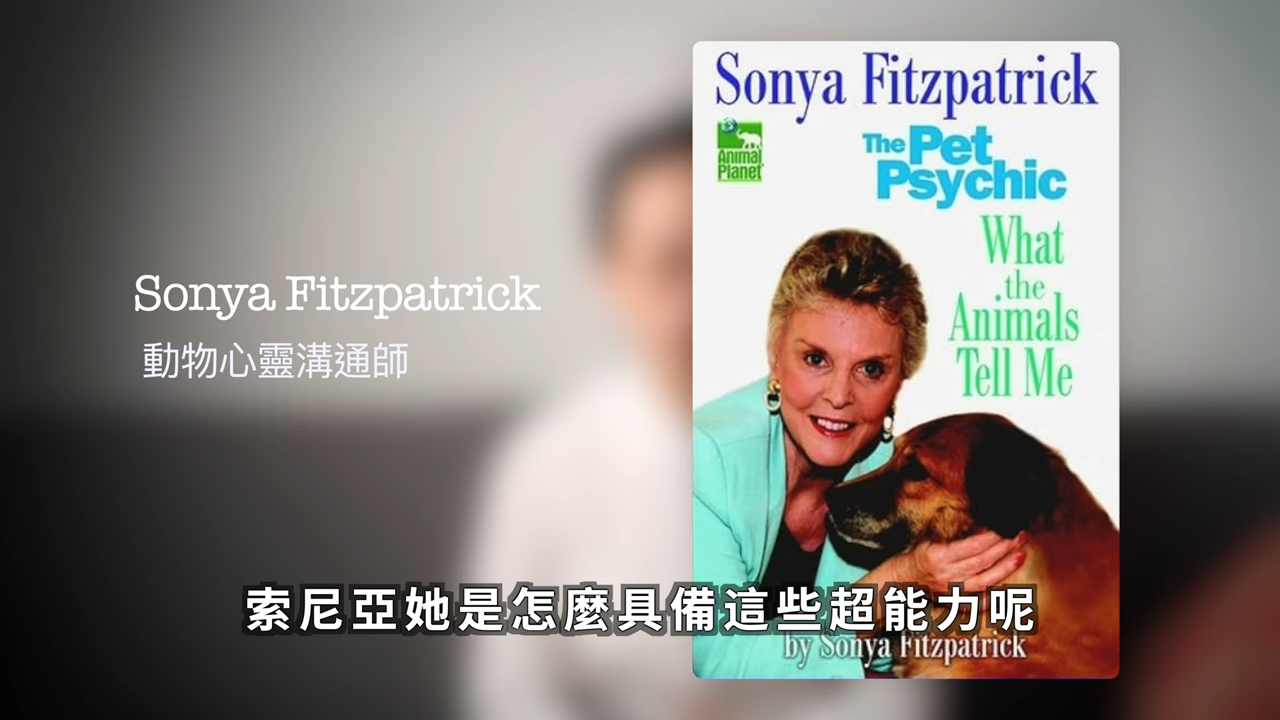 Sonya Fitzpatrick
動物心靈溝通師
Sonya Fitzpatrick
Animal
Planet
The Pet
Psychic
What
the
Animals
Tell Me
by Sonya Fitzpatrick
索尼亞她是怎麼具備這些超能力呢